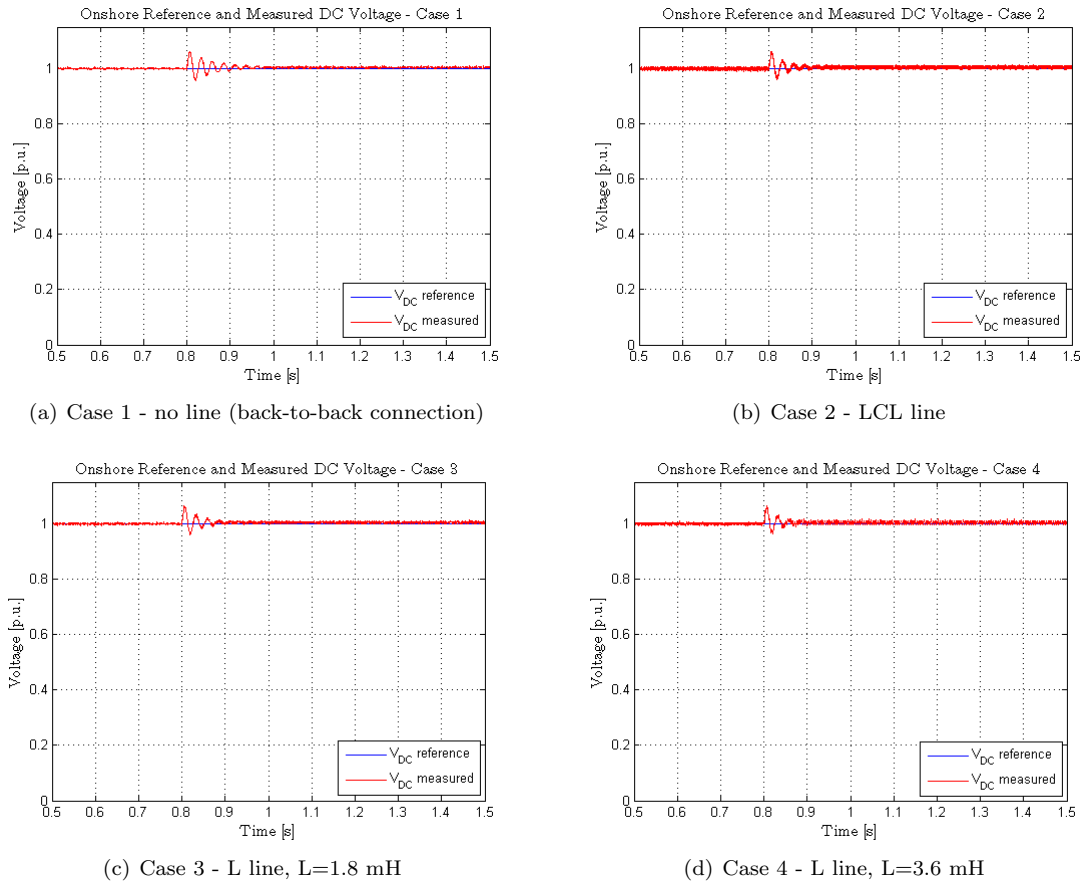 Onshore Reference and Measured DC Voltage - Case 1
Voltage [p.u.]
1
0.8
0.6
0.4
0.2
0
V_DC reference
V_DC measured
0.5 0.6 0.7 0.8 0.9 1 1.1 1.2 1.3 1.4 1.5
Time [s]
(a) Case 1 - no line (back-to-back connection)
Onshore Reference and Measured DC Voltage - Case 2
Voltage [p.u.]
1
0.8
0.6
0.4
0.2
0
V_DC reference
V_DC measured
0.5 0.6 0.7 0.8 0.9 1 1.1 1.2 1.3 1.4 1.5
Time [s]
(b) Case 2 - LCL line
Onshore Reference and Measured DC Voltage - Case 3
Voltage [p.u.]
1
0.8
0.6
0.4
0.2
0
V_DC reference
V_DC measured
0.5 0.6 0.7 0.8 0.9 1 1.1 1.2 1.3 1.4 1.5
Time [s]
(c) Case 3 - L line, L=1.8 mH
Onshore Reference and Measured DC Voltage - Case 4
Voltage [p.u.]
1
0.8
0.6
0.4
0.2
0
V_DC reference
V_DC measured
0.5 0.6 0.7 0.8 0.9 1 1.1 1.2 1.3 1.4 1.5
Time [s]
(d) Case 4 - L line, L=3.6 mH